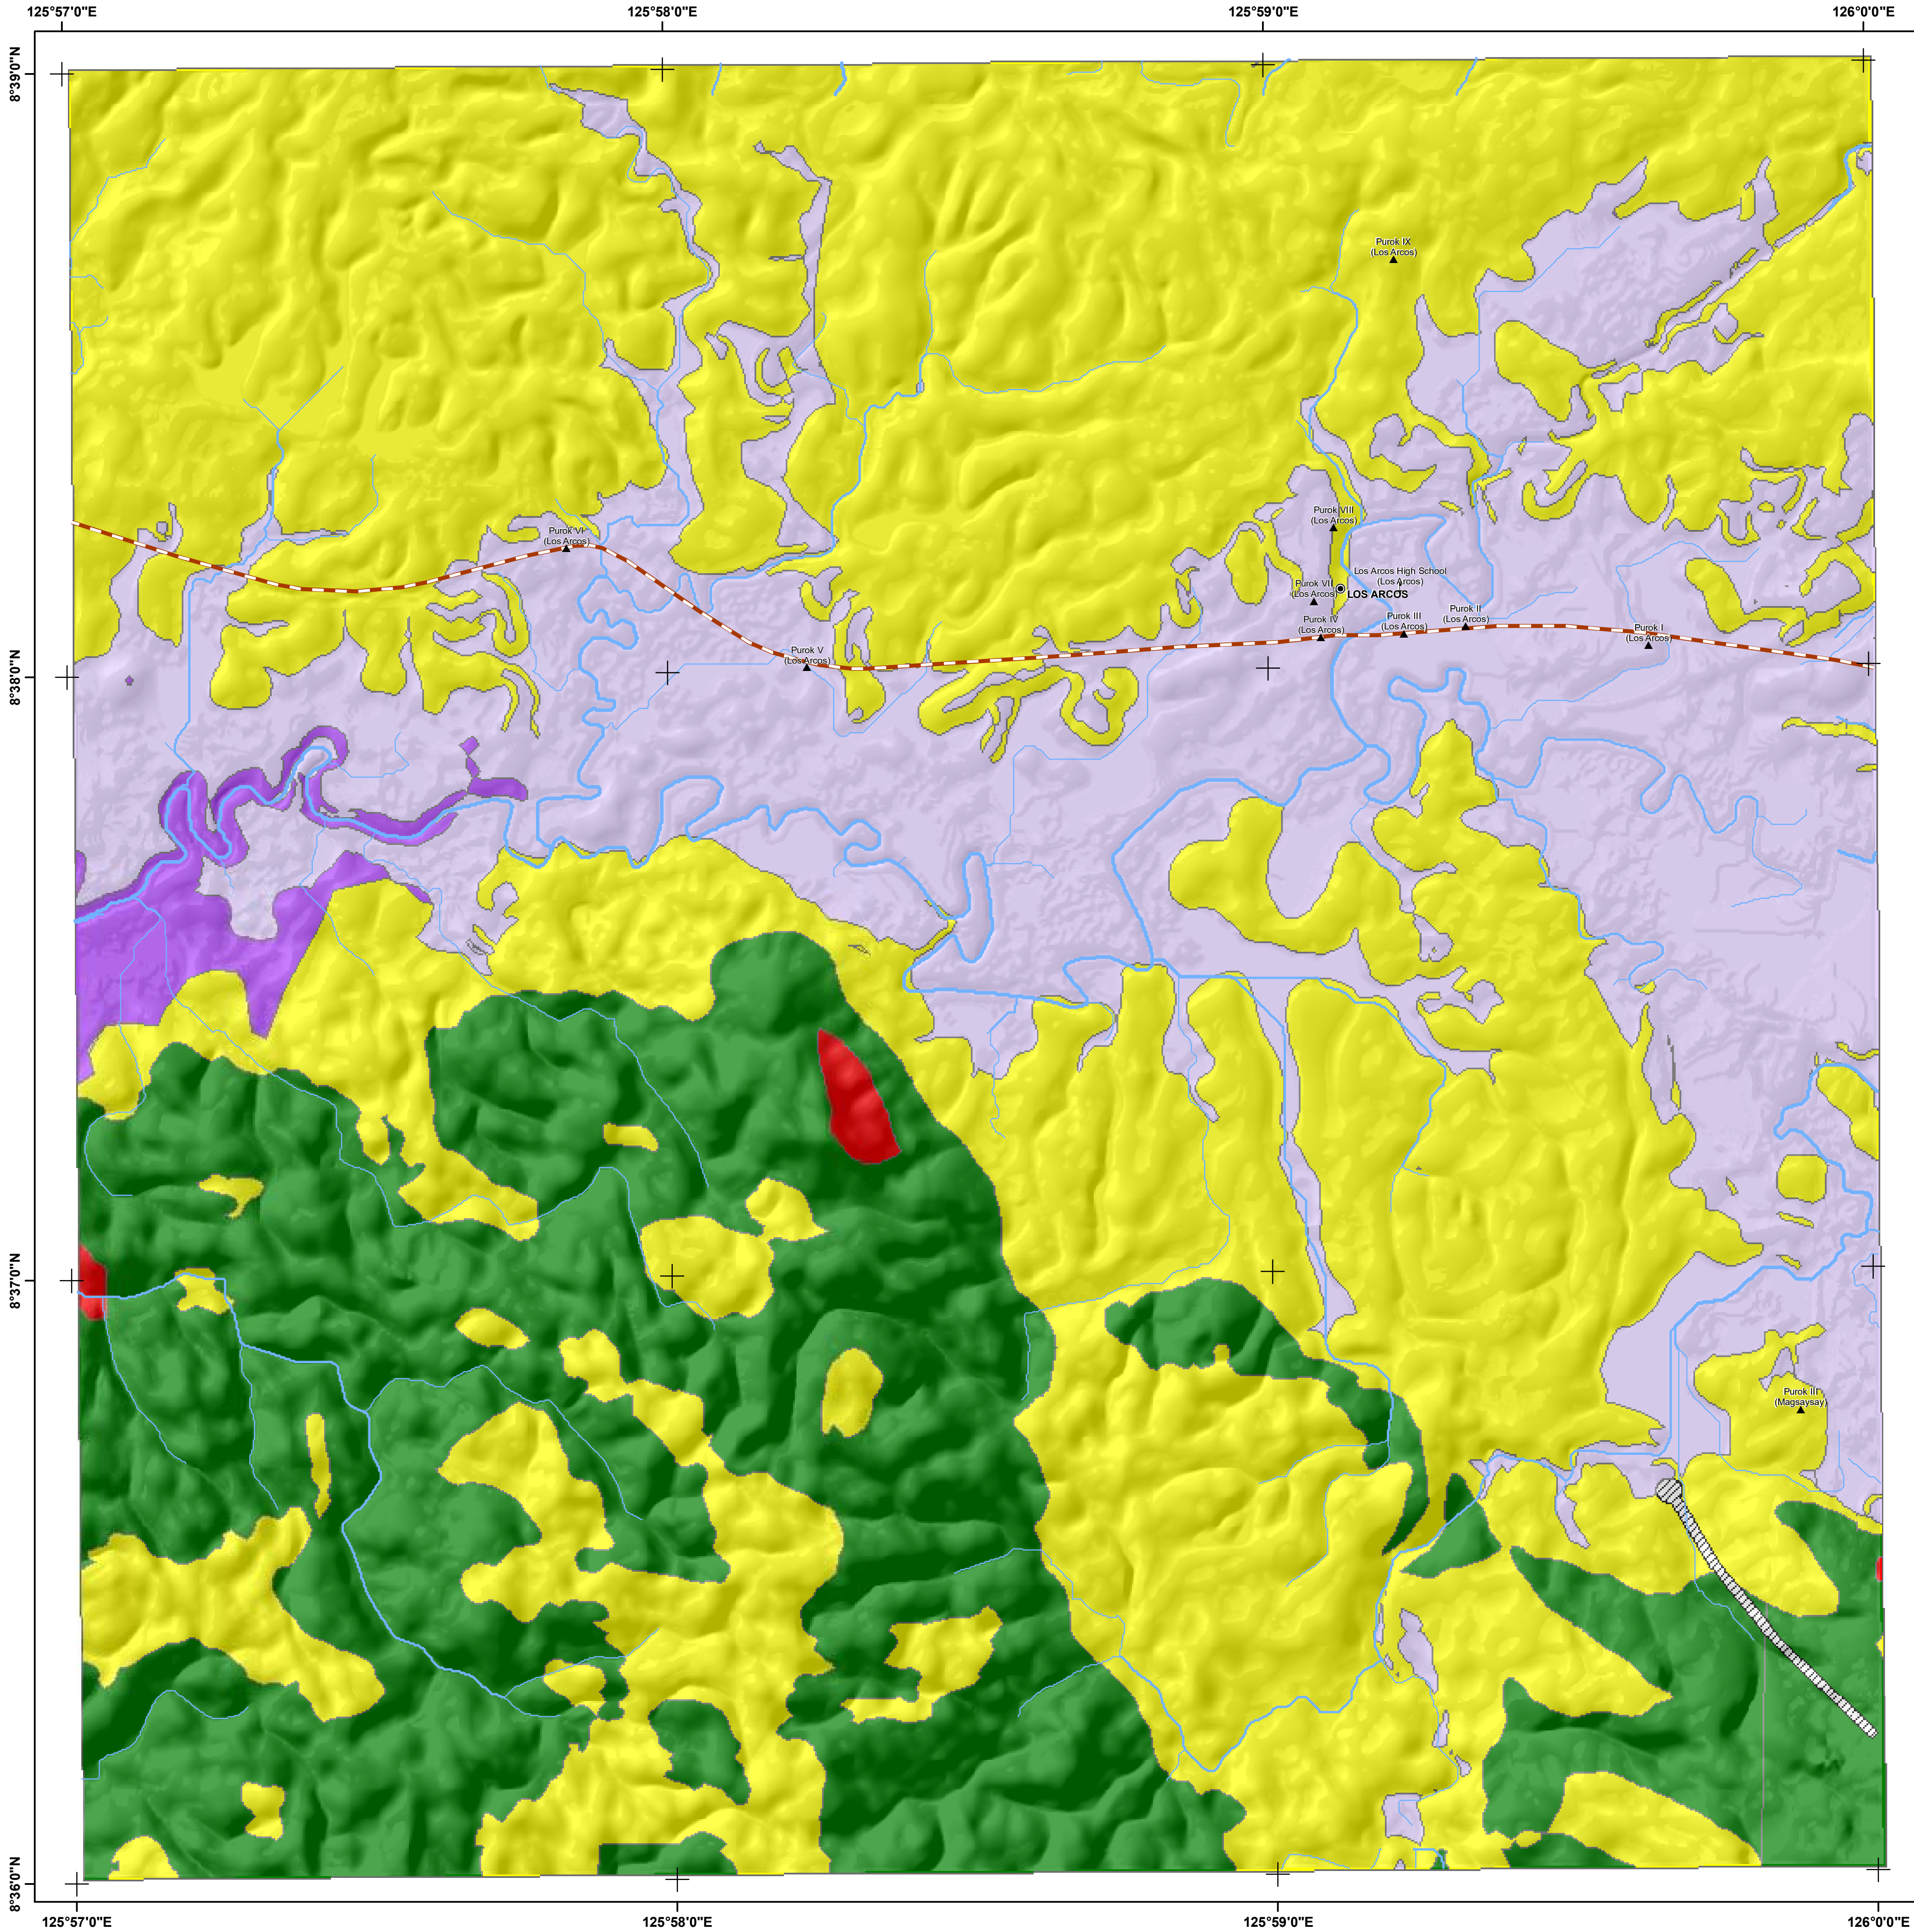 125°57'0"E
125°58'0"E
125°59'0"E
126°0'0"E
8°39'0"N
Purok IX
(Los Arcos)
Purok VIII
(Los Arcos)
Purok VI
(Los Arcos)
Los Arcos High School
(Los Arcos)
Purok VII
(Los Arcos)
LOS ARCOS
Purok IV
(Los Arcos)
Purok III
(Los Arcos)
Purok II
(Los Arcos)
Purok I
(Los Arcos)
Purok V
(Los Arcos)
8°38'0"N
8°37'0"N
Purok III
(Magsaysay)
8°36'0"N
125°57'0"E
125°58'0"E
125°59'0"E
126°0'0"E